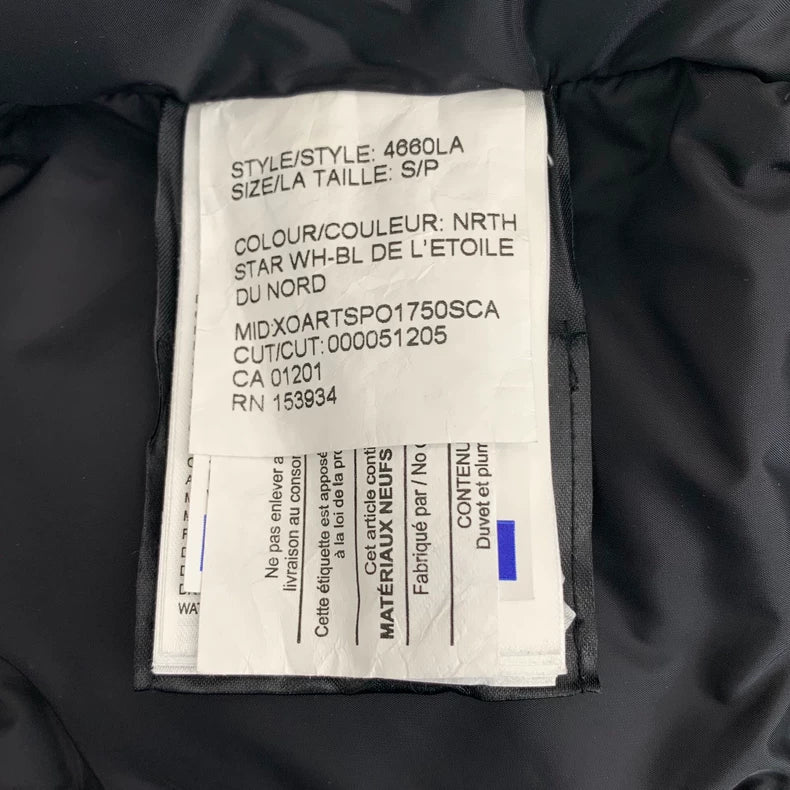 STYLE/STYLE: 4660LA
SIZE/LA TAILLE: S/P
COLOUR/COULEUR: NRTH
STAR WH-BL DE L'ETOILE
DU NORD
MID:XOARTSPO1750SCA
CUT/CUT:000051205
CA 01201
RN 153934
Ne pas enlever a
livraison au conso
Cette étiquette est apposé
à la loi de la pro
Cet article conti
MATÉRIAUX NEUFS
Fabriqué par / No
CONTENU
Duvet et plum
WAT